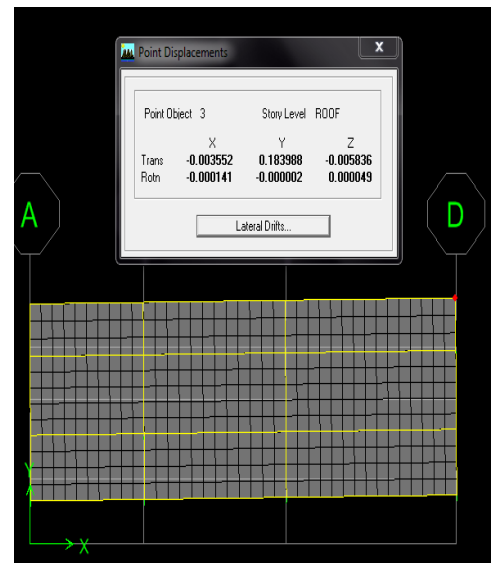 Point Displacements
X
Point Object 3 Story Level ROOF
X Y Z
Trans -0.003552 0.183988 -0.005836
Rotn -0.000141 -0.000002 0.000049
Lateral Drifts...
A D
Y
X